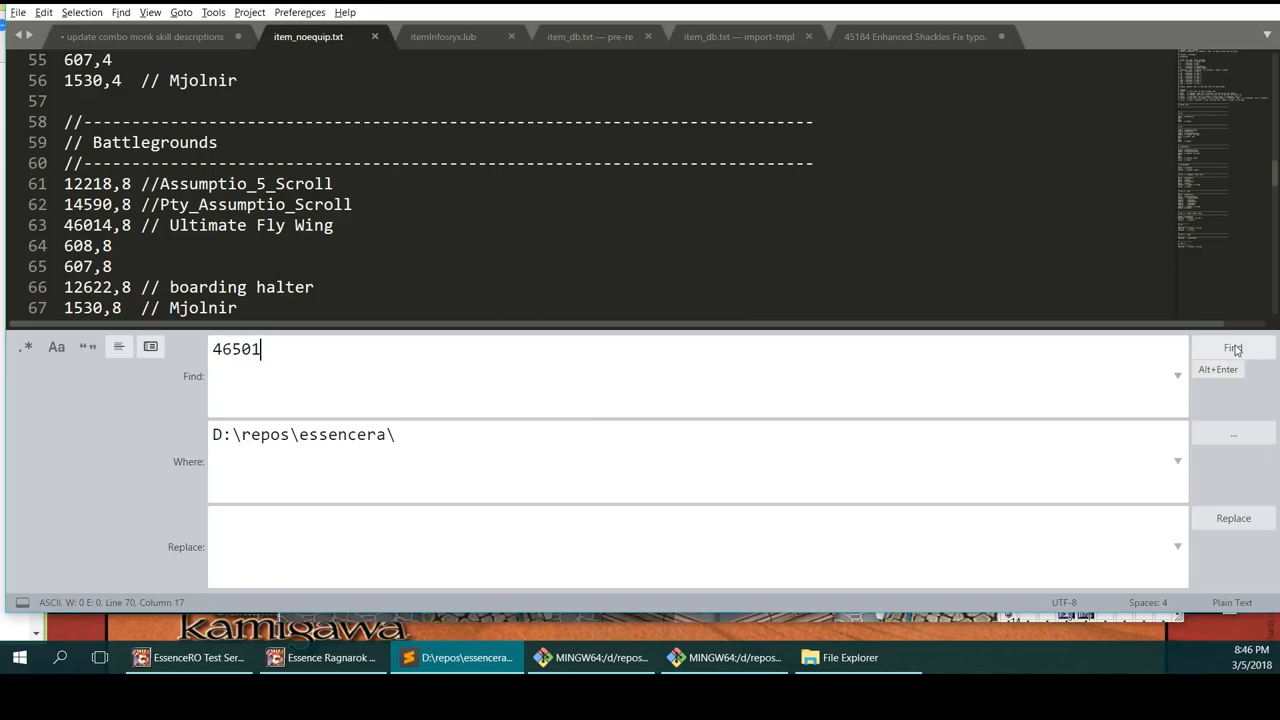 File Edit Selection Find View Goto Tools Project Preferences Help
- update combo monk skill descriptions item_noequip.txt itemInfosryx.lub item_db.txt — pre-re item_db.txt — import-tmpl 45184 Enhanced Shackles Fix typo.
55 607,4
56 1530,4 // Mjolnir
57
58 //------------------------------------------------------------------------------
59 // Battlegrounds
60 //------------------------------------------------------------------------------
61 12218,8 //Assumptio_5_Scroll
62 14590,8 //Pty_Assumptio_Scroll
63 46014,8 // Ultimate Fly Wing
64 608,8
65 607,8
66 12622,8 // boarding halter
67 1530,8 // Mjolnir
.* Aa “” 46501 Find
Find: Alt+Enter
D:\repos\essencera\ ...
Where:
Replace
Replace:
ASCII. W: 0 E: 0, Line 70, Column 17 UTF-8 Spaces: 4 Plain Text
kamigawa
EssenceRO Test Ser... Essence Ragnarok ... D:\repos\essencera... MINGW64:/d/repos... MINGW64:/d/repos... File Explorer
8:46 PM
3/5/2018